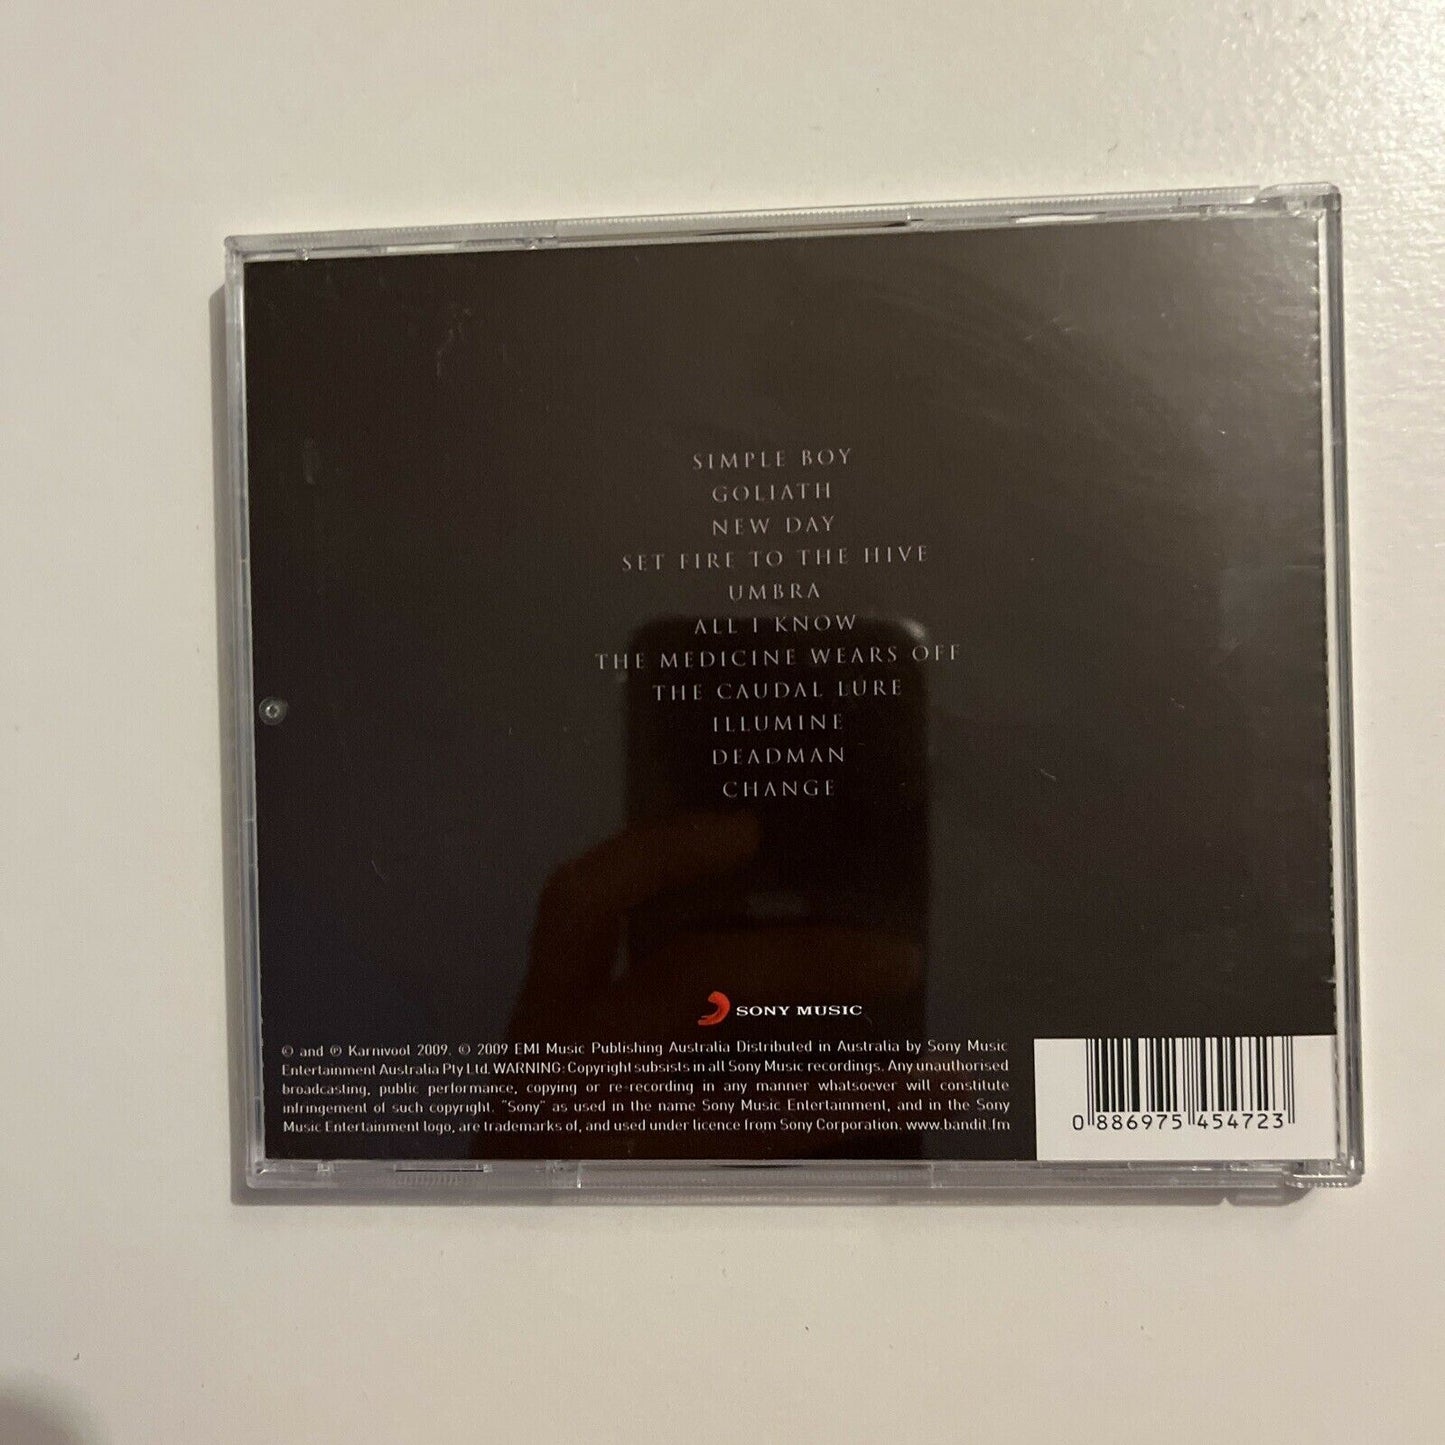 SIMPLE BOY
GOLIATH
NEW DAY
SET FIRE TO THE HIVE
UMBRA
ALL I KNOW
THE MEDICINE WEARS OFF
THE CAUDAL LURE
ILLUMINE
DEADMAN
CHANGE
SONY MUSIC
© and ℗ Karnivool 2009. © 2009 EMI Music Publishing Australia Distributed in Australia by Sony Music
Entertainment Australia Pty Ltd. WARNING: Copyright subsists in all Sony Music recordings. Any unauthorised
broadcasting, public performance, copying or re-recording in any manner whatsoever will constitute
infringement of such copyright. "Sony" as used in the name Sony Music Entertainment, and in the Sony
Music Entertainment logo, are trademarks of, and used under licence from Sony Corporation. www.bandit.fm
0 886975 454723